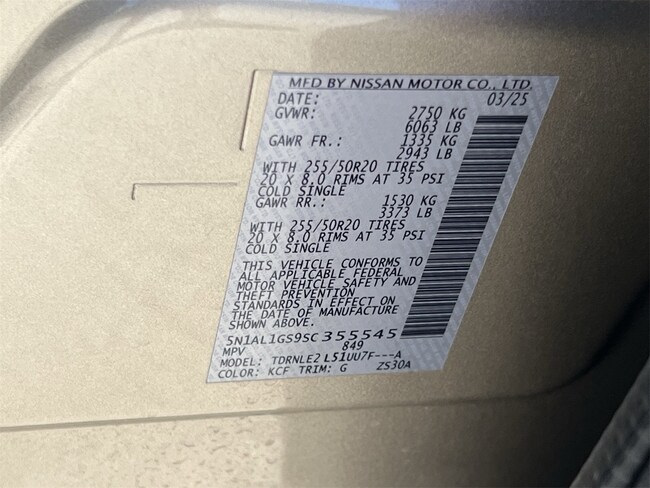 MFD BY NISSAN MOTOR CO., LTD.
DATE: 03/25
GVWR: 2750 KG
6063 LB
GAWR FR.: 1335 KG
2943 LB
WITH 255/50R20 TIRES
20 X 8.0 RIMS AT 35 PSI
COLD SINGLE
GAWR RR.: 1530 KG
3373 LB
WITH 255/50R20 TIRES
20 X 8.0 RIMS AT 35 PSI
COLD SINGLE
THIS VEHICLE CONFORMS TO
ALL APPLICABLE FEDERAL
MOTOR VEHICLE SAFETY AND
THEFT PREVENTION
STANDARDS IN EFFECT ON
THE DATE OF MANUFACTURE
SHOWN ABOVE.
5N1AL1GS9SC355545
MPV 849
MODEL: TDRNLE2 L51UU7F---A
COLOR: KCF TRIM: G ZS30A